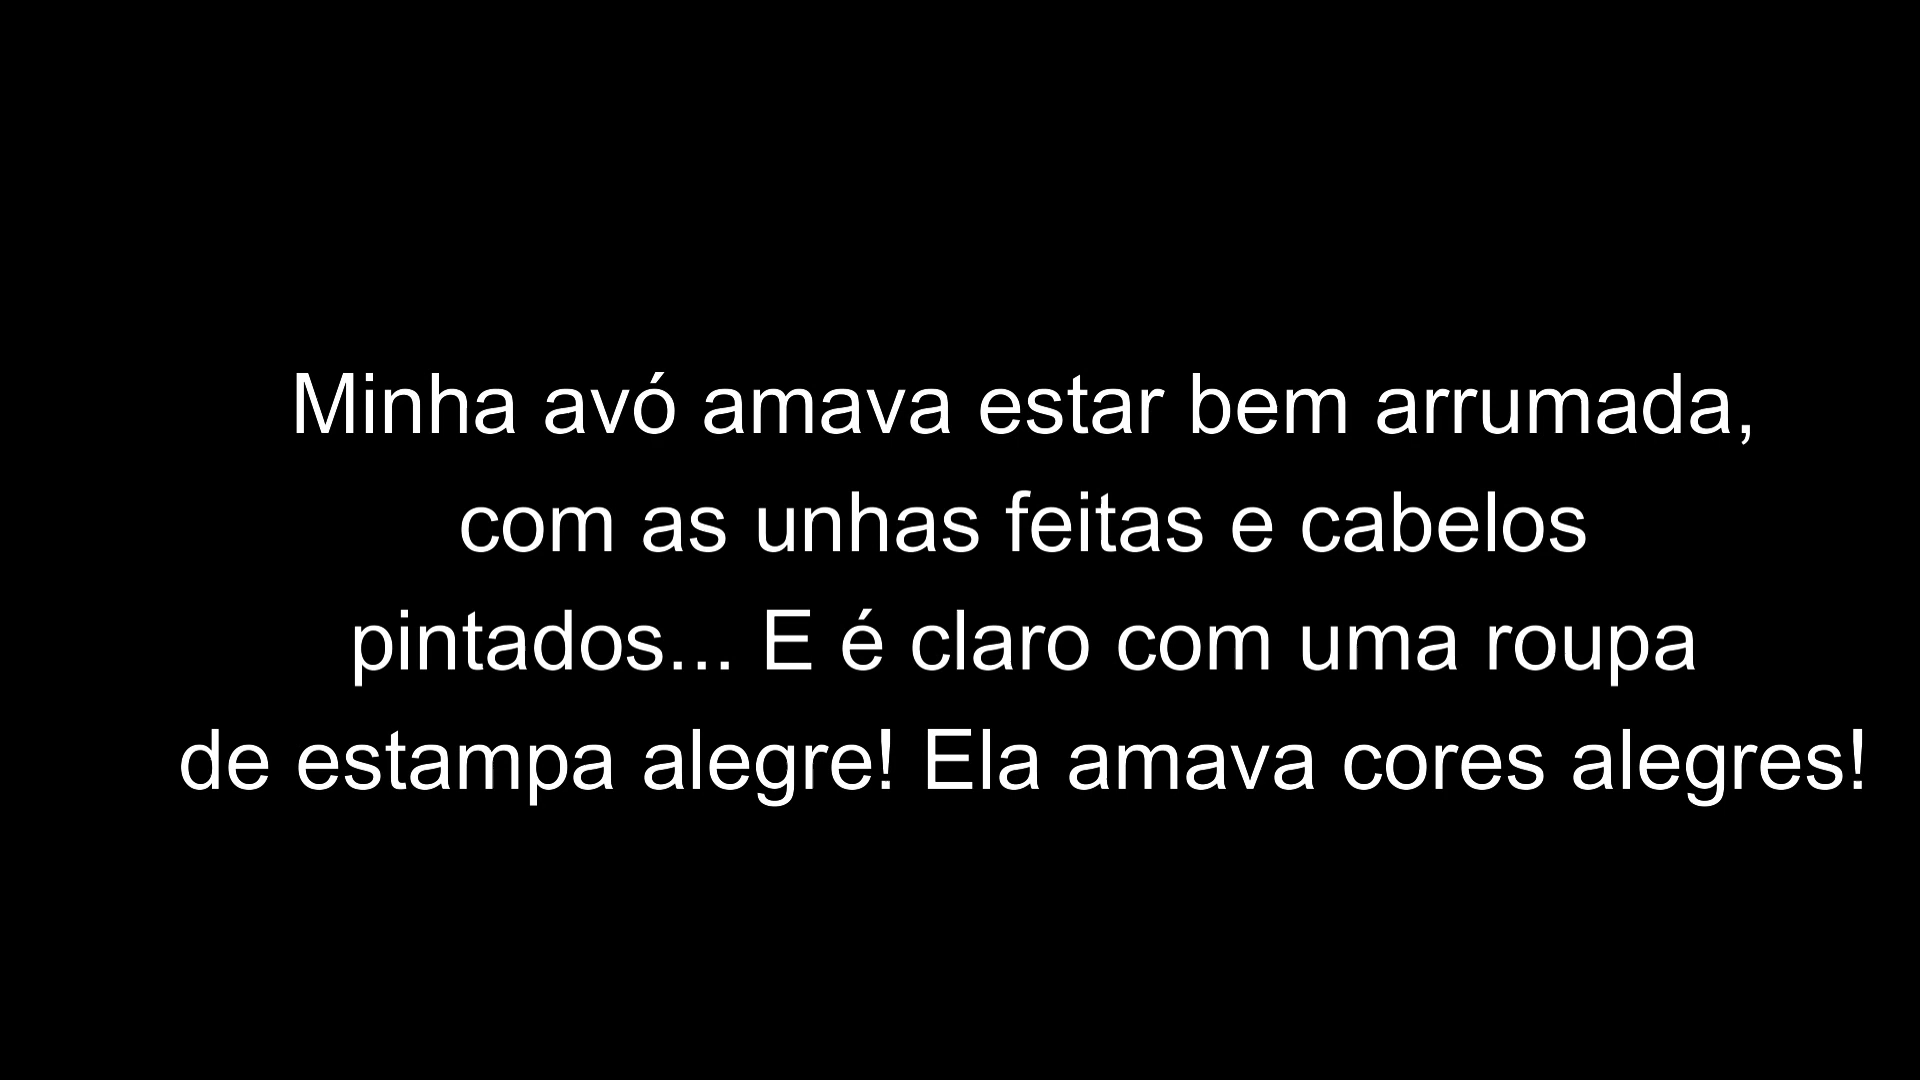 Minha avó amava estar bem arrumada,
com as unhas feitas e cabelos
pintados... E é claro com uma roupa
de estampa alegre! Ela amava cores alegres!